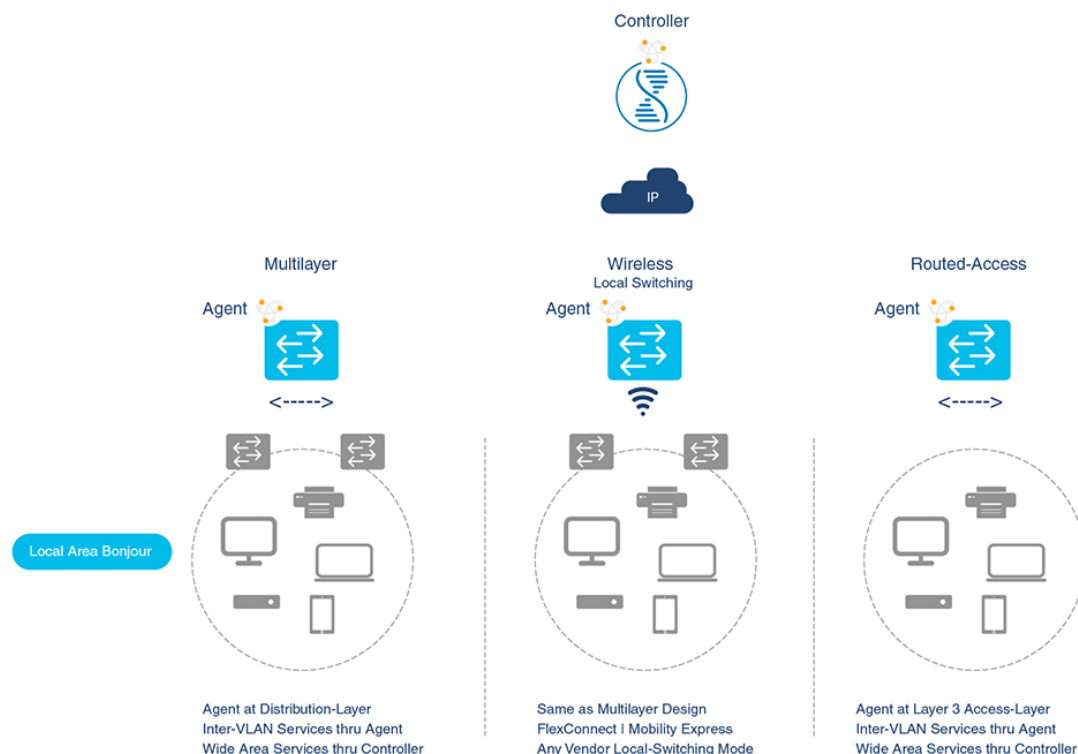 Controller
IP
Multilayer
Wireless
Local Switching
Routed-Access
Agent
Agent
Agent
<----->
<----->
Local Area Bonjour
Agent at Distribution-Layer
Inter-VLAN Services thru Agent
Wide Area Services thru Controller
Same as Multilayer Design
FlexConnect | Mobility Express
Any Vendor Local-Switching Mode
Agent at Layer 3 Access-Layer
Inter-VLAN Services thru Agent
Wide Area Services thru Controller